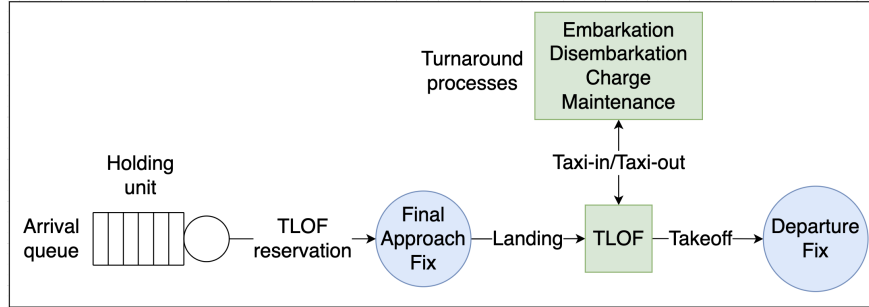 Embarkation
Disembarkation
Charge
Maintenance
Turnaround
processes
Taxi-in/Taxi-out
Holding
unit
Arrival
queue
TLOF
reservation
Final
Approach
Fix
Landing
TLOF
Takeoff
Departure
Fix